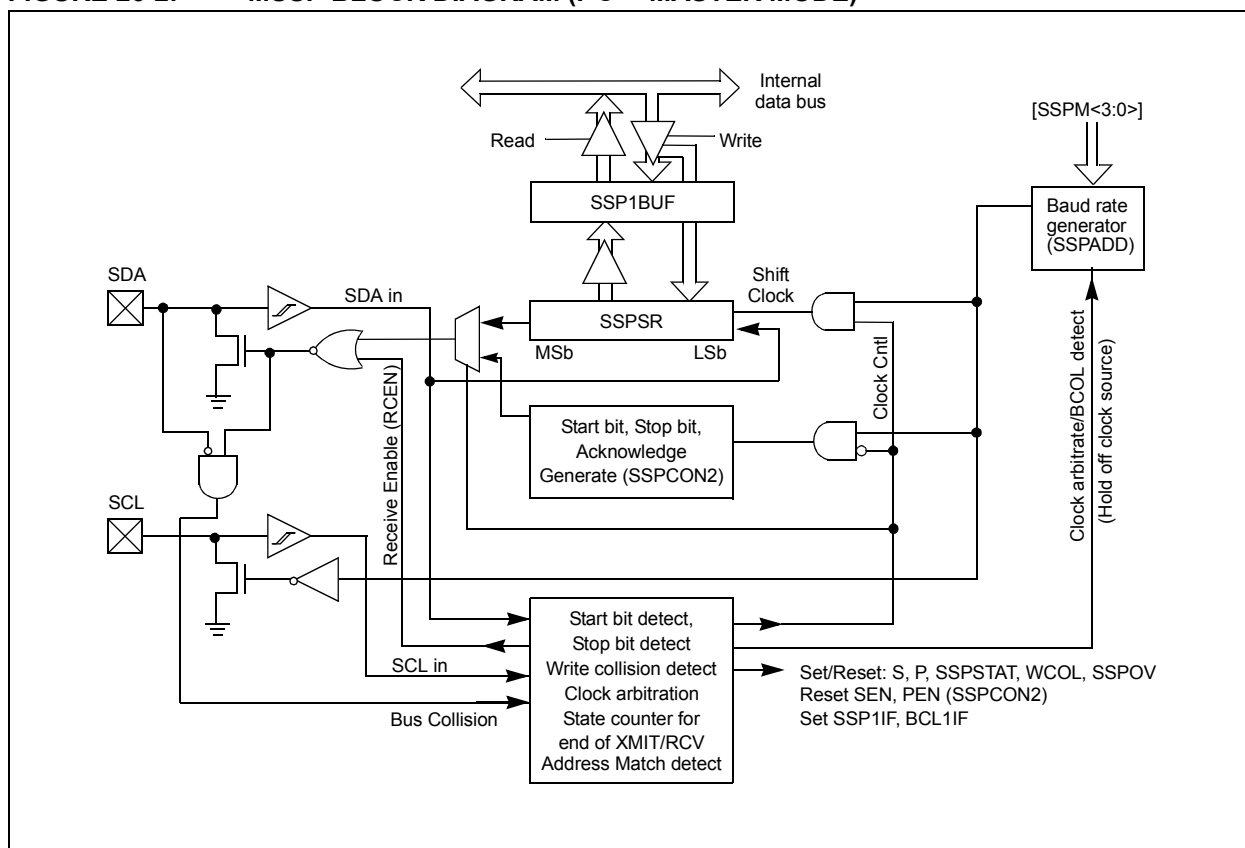 Internal
data bus
[SSPM<3:0>]
Read
Write
SSP1BUF
Baud rate
generator
(SSPADD)
SDA
SDA in
Shift
Clock
SSPSR
MSb
LSb
Clock Cntl
Clock arbitrate/BCOL detect
(Hold off clock source)
Receive Enable (RCEN)
Start bit, Stop bit,
Acknowledge
Generate (SSPCON2)
SCL
SCL in
Bus Collision
Start bit detect,
Stop bit detect
Write collision detect
Clock arbitration
State counter for
end of XMIT/RCV
Address Match detect
Set/Reset: S, P, SSPSTAT, WCOL, SSPOV
Reset SEN, PEN (SSPCON2)
Set SSP1IF, BCL1IF